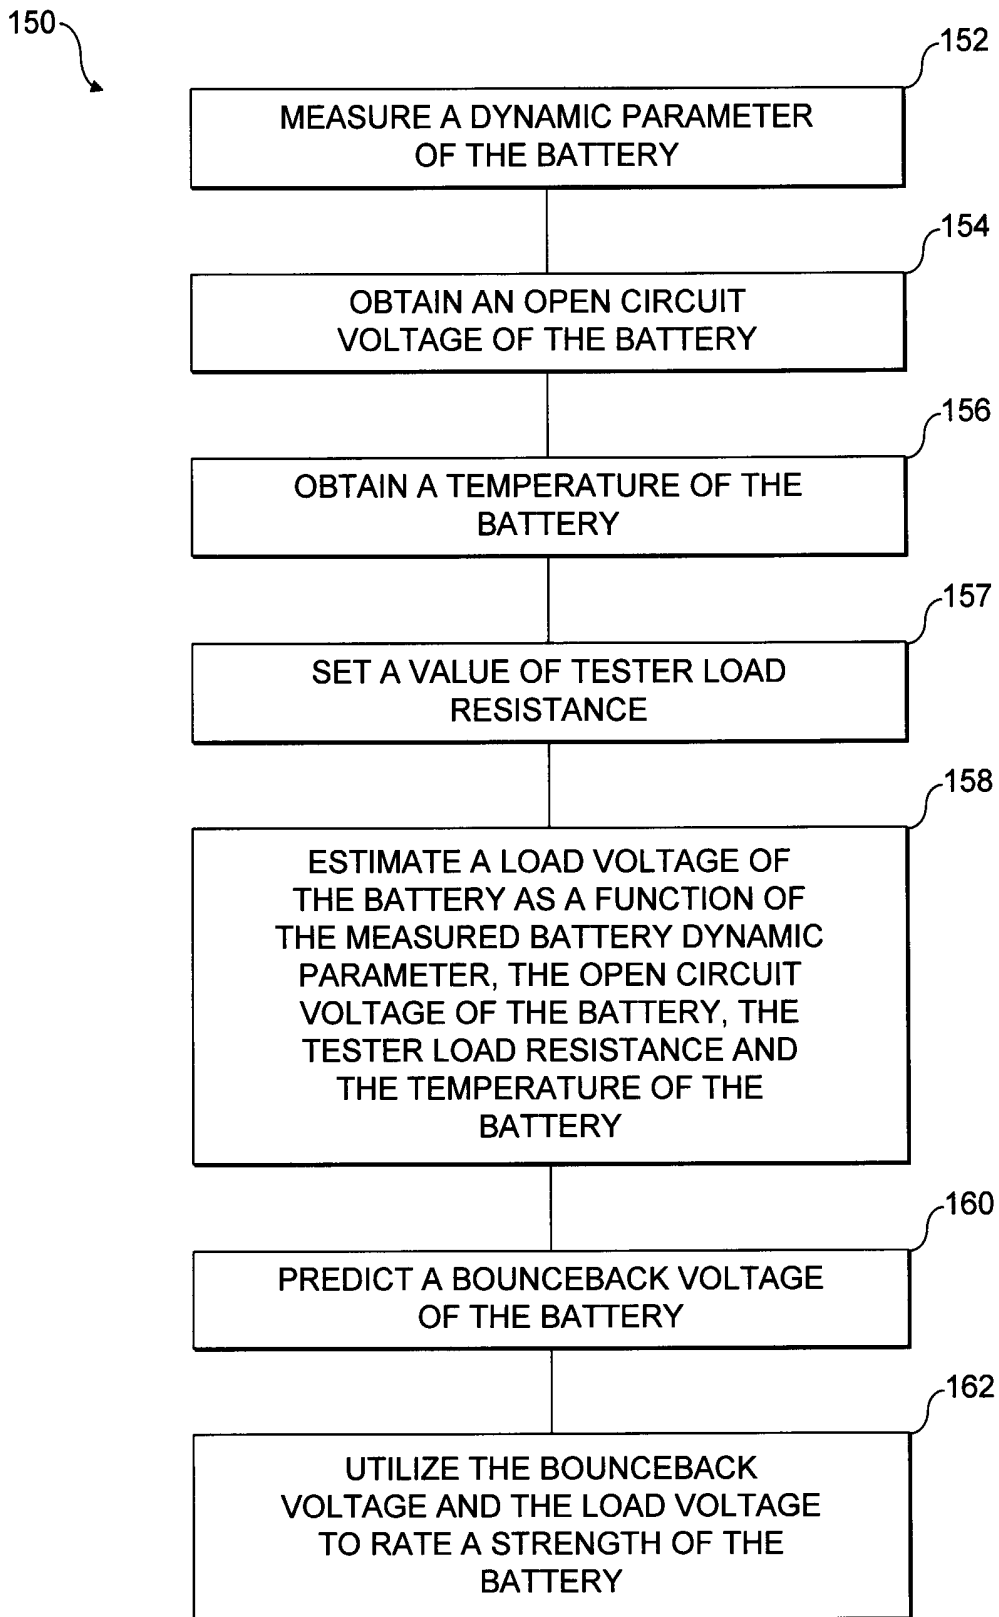 150
152
MEASURE A DYNAMIC PARAMETER
OF THE BATTERY
154
OBTAIN AN OPEN CIRCUIT
VOLTAGE OF THE BATTERY
156
OBTAIN A TEMPERATURE OF THE
BATTERY
157
SET A VALUE OF TESTER LOAD
RESISTANCE
158
ESTIMATE A LOAD VOLTAGE OF
THE BATTERY AS A FUNCTION OF
THE MEASURED BATTERY DYNAMIC
PARAMETER, THE OPEN CIRCUIT
VOLTAGE OF THE BATTERY, THE
TESTER LOAD RESISTANCE AND
THE TEMPERATURE OF THE
BATTERY
160
PREDICT A BOUNCEBACK VOLTAGE
OF THE BATTERY
162
UTILIZE THE BOUNCEBACK
VOLTAGE AND THE LOAD VOLTAGE
TO RATE A STRENGTH OF THE
BATTERY